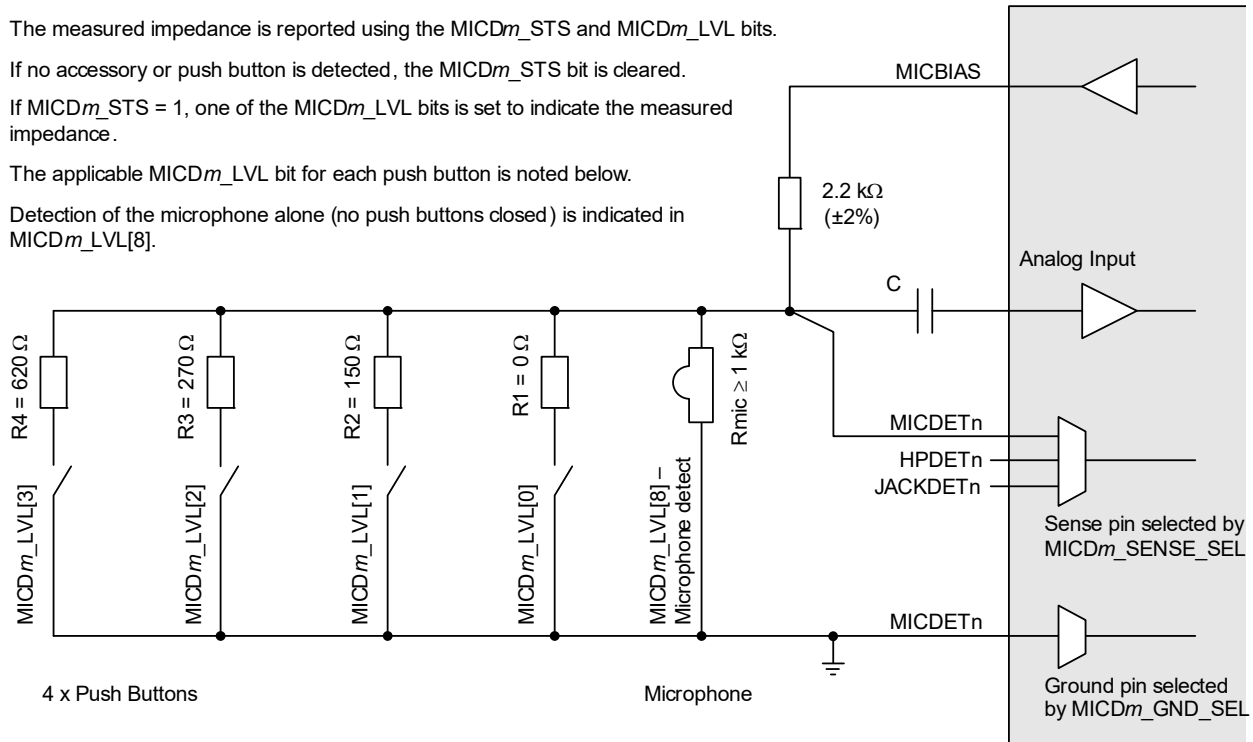 The measured impedance is reported using the MICDm_STS and MICDm_LVL bits.
If no accessory or push button is detected, the MICDm_STS bit is cleared.
If MICDm_STS = 1, one of the MICDm_LVL bits is set to indicate the measured
impedance.
The applicable MICDm_LVL bit for each push button is noted below.
Detection of the microphone alone (no push buttons closed) is indicated in
MICDm_LVL[8].
MICBIAS
2.2 kΩ
(±2%)
Analog Input
C
R4 = 620 Ω
R3 = 270 Ω
R2 = 150 Ω
R1 = 0 Ω
Rmic ≥ 1 kΩ
MICDm_LVL[3]
MICDm_LVL[2]
MICDm_LVL[1]
MICDm_LVL[0]
MICDm_LVL[8] –
Microphone detect
MICDETn
HPDETn
JACKDETn
Sense pin selected by
MICDm_SENSE_SEL
MICDETn
Ground pin selected
by MICDm_GND_SEL
4 x Push Buttons
Microphone